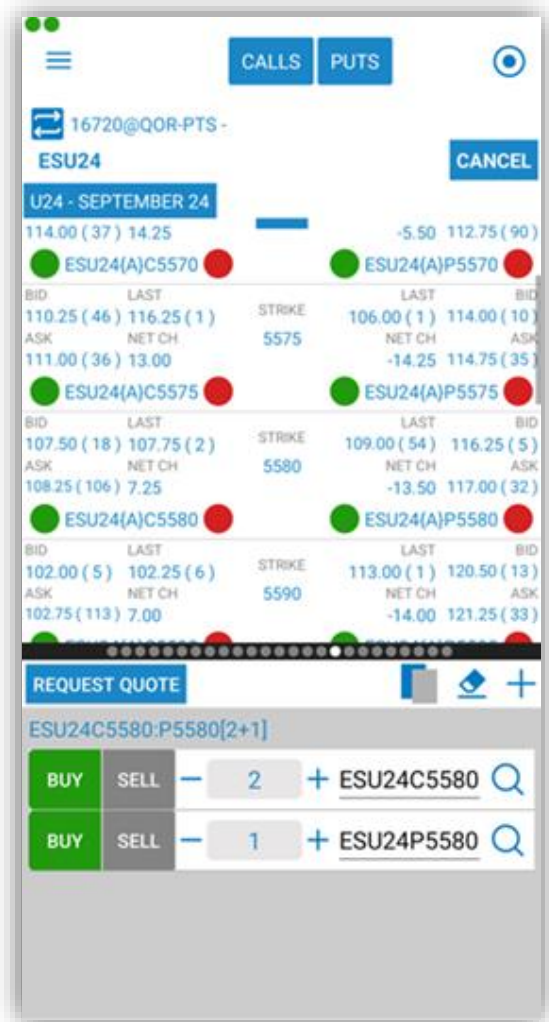 CALLS PUTS
16720@QOR-PTS -
ESU24 CANCEL
U24 - SEPTEMBER 24
114.00 ( 37 ) 14.25 -5.50 112.75 ( 90 )
ESU24{A}C5570 ESU24{A}P5570
BID LAST STRIKE LAST BID
110.25 ( 46 ) 116.25 ( 1 ) 106.00 ( 1 ) 114.00 ( 10 )
ASK NET CH 5575 NET CH ASK
111.00 ( 36 ) 13.00 -14.25 114.75 ( 35 )
ESU24{A}C5575 ESU24{A}P5575
BID LAST STRIKE LAST BID
107.50 ( 18 ) 107.75 ( 2 ) 109.00 ( 54 ) 116.25 ( 5 )
ASK NET CH 5580 NET CH ASK
108.25 ( 106 ) 7.25 -13.50 117.00 ( 32 )
ESU24{A}C5580 ESU24{A}P5580
BID LAST STRIKE LAST BID
102.00 ( 5 ) 102.25 ( 6 ) 113.00 ( 1 ) 120.50 ( 13 )
ASK NET CH 5590 NET CH ASK
102.75 ( 113 ) 7.00 -14.00 121.25 ( 33 )
REQUEST QUOTE
ESU24C5580:P5580[2+1]
BUY SELL − 2 + ESU24C5580
BUY SELL − 1 + ESU24P5580